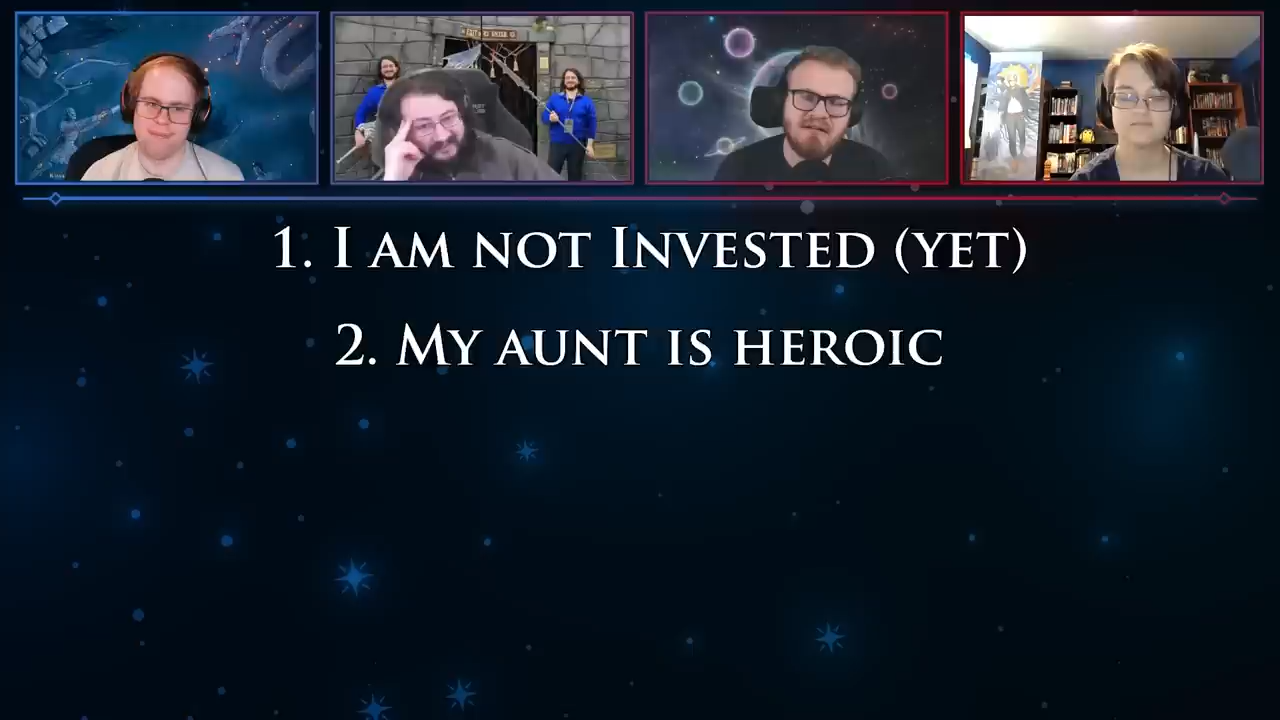 1. I AM NOT INVESTED (YET)
2. MY AUNT IS HEROIC